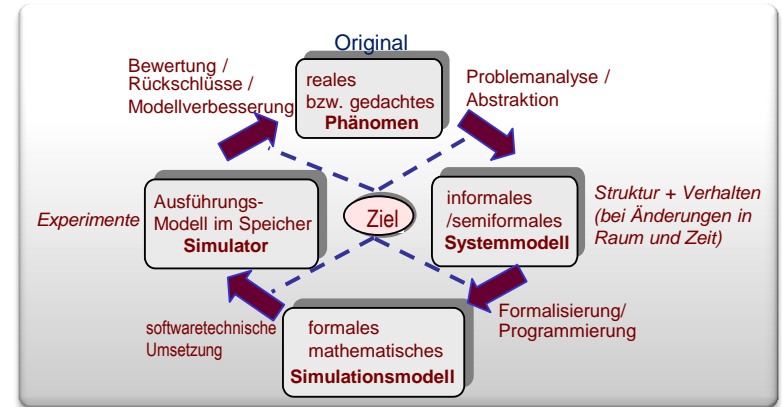 Original
Bewertung /
Rückschlüsse /
Modellverbesserung
reales
bzw. gedachtes
Phänomen
Problemanalyse /
Abstraktion
Experimente
Ausführungs-
Modell im Speicher
Simulator
Ziel
informales
/semiformales
Systemmodell
Struktur + Verhalten
(bei Änderungen in
Raum und Zeit)
softwaretechnische
Umsetzung
formales
mathematisches
Simulationsmodell
Formalisierung/
Programmierung